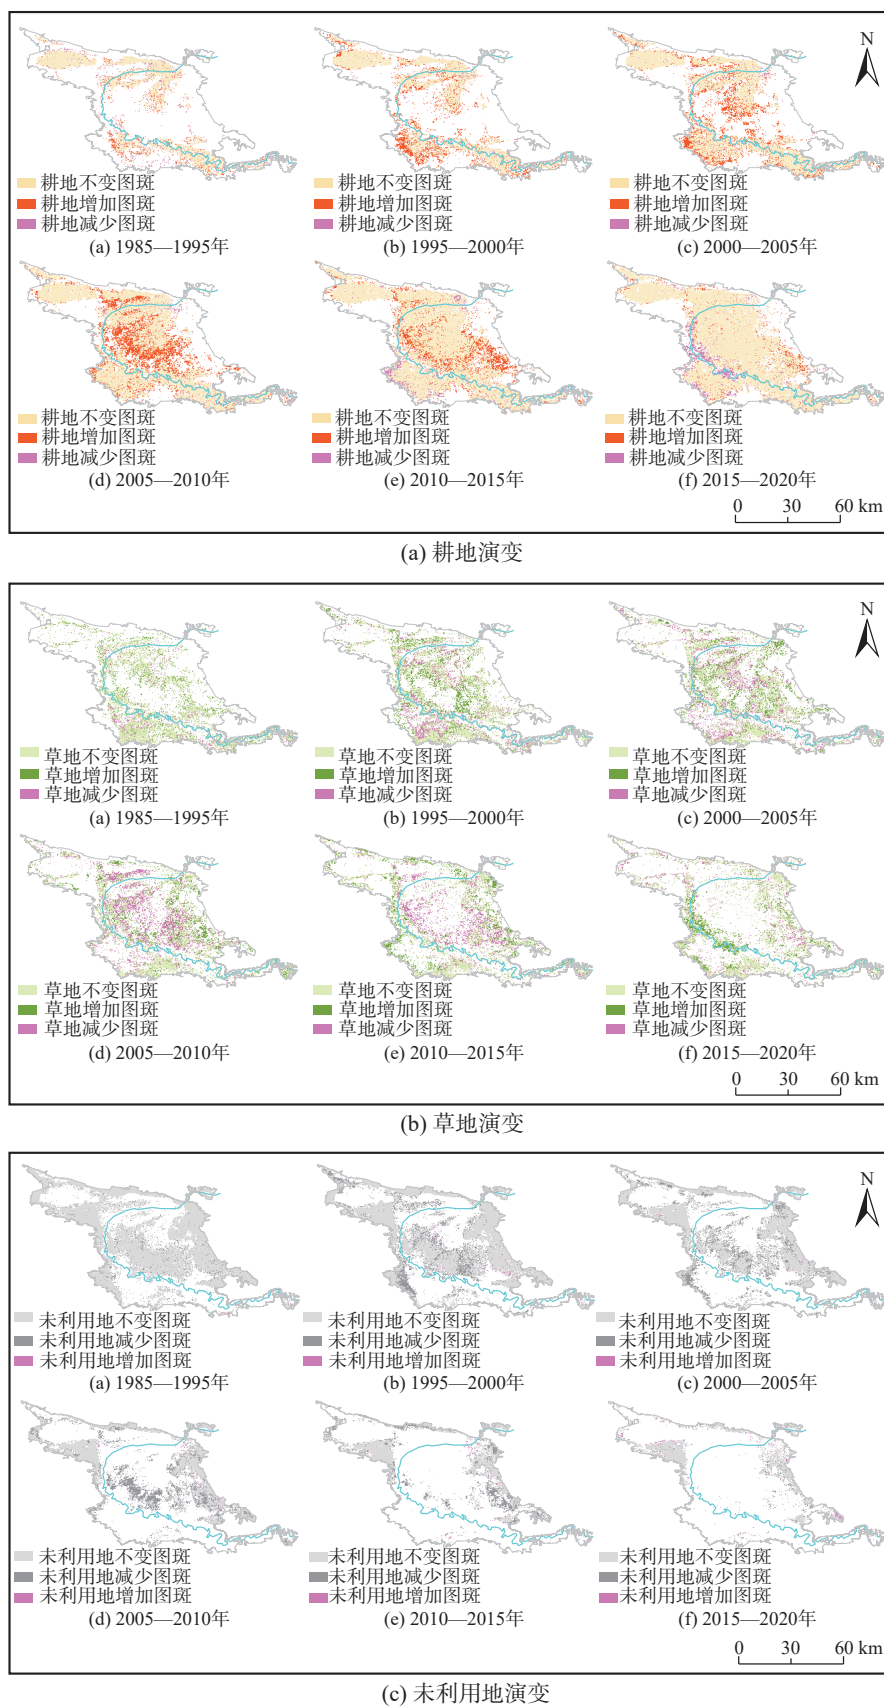 N
耕地不变图斑 耕地不变图斑 耕地不变图斑
耕地增加图斑 耕地增加图斑 耕地增加图斑
耕地减少图斑 耕地减少图斑 耕地减少图斑
(a) 1985—1995年 (b) 1995—2000年 (c) 2000—2005年
耕地不变图斑 耕地不变图斑 耕地不变图斑
耕地增加图斑 耕地增加图斑 耕地增加图斑
耕地减少图斑 耕地减少图斑 耕地减少图斑
(d) 2005—2010年 (e) 2010—2015年 (f) 2015—2020年
0 30 60 km
(a) 耕地演变
N
草地不变图斑 草地不变图斑 草地不变图斑
草地增加图斑 草地增加图斑 草地增加图斑
草地减少图斑 草地减少图斑 草地减少图斑
(a) 1985—1995年 (b) 1995—2000年 (c) 2000—2005年
草地不变图斑 草地不变图斑 草地不变图斑
草地增加图斑 草地增加图斑 草地增加图斑
草地减少图斑 草地减少图斑 草地减少图斑
(d) 2005—2010年 (e) 2010—2015年 (f) 2015—2020年
0 30 60 km
(b) 草地演变
N
未利用地不变图斑 未利用地不变图斑 未利用地不变图斑
未利用地减少图斑 未利用地减少图斑 未利用地减少图斑
未利用地增加图斑 未利用地增加图斑 未利用地增加图斑
(a) 1985—1995年 (b) 1995—2000年 (c) 2000—2005年
未利用地不变图斑 未利用地不变图斑 未利用地不变图斑
未利用地减少图斑 未利用地减少图斑 未利用地减少图斑
未利用地增加图斑 未利用地增加图斑 未利用地增加图斑
(d) 2005—2010年 (e) 2010—2015年 (f) 2015—2020年
0 30 60 km
(c) 未利用地演变